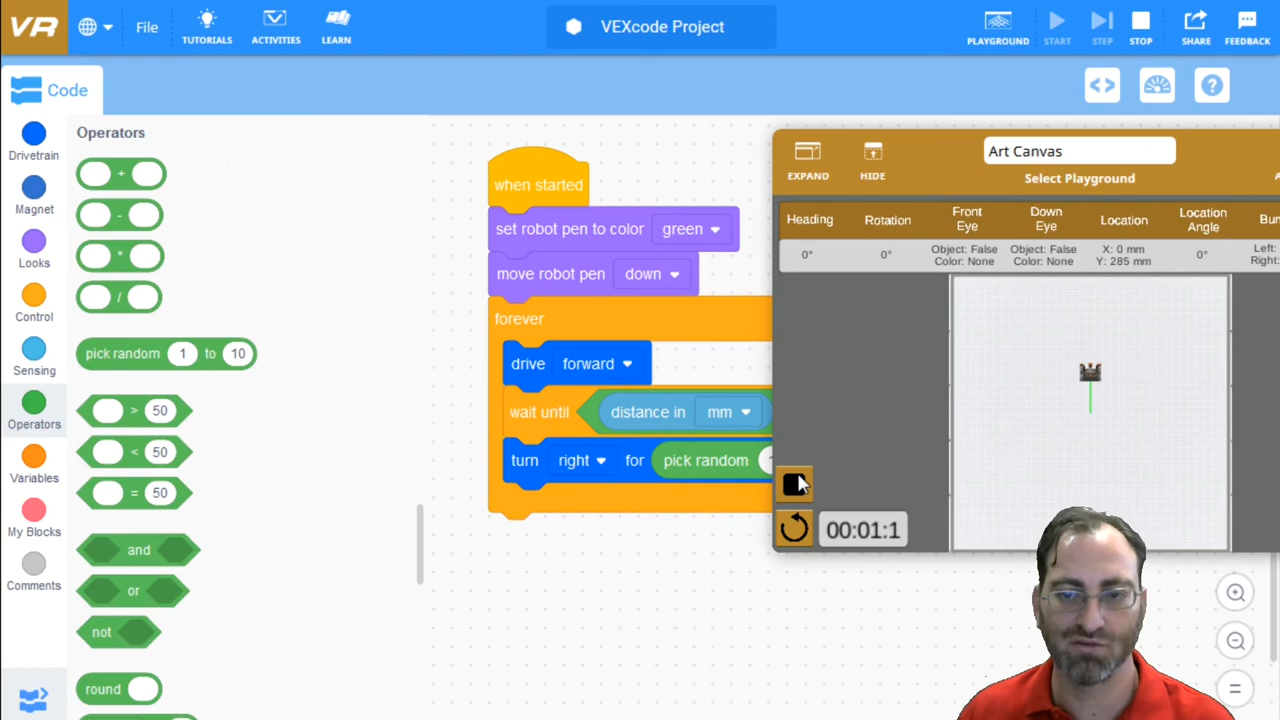 VR
File
TUTORIALS
ACTIVITIES
LEARN
VEXcode Project
PLAYGROUND
START
STEP
STOP
SHARE
FEEDBACK
Code
Drivetrain
Magnet
Looks
Control
Sensing
Operators
Variables
My Blocks
Comments
Operators
+
-
*
/
pick random 1 to 10
> 50
< 50
= 50
and
or
not
round
when started
set robot pen to color green
move robot pen down
forever
drive forward
wait until distance in mm
turn right for pick random
EXPAND
HIDE
Art Canvas
Select Playground
Heading
Rotation
Front Eye
Down Eye
Location
Location Angle
0°
0°
Object: False
Color: None
Object: False
Color: None
X: 0 mm
Y: 285 mm
0°
Left:
Right:
00:01:1